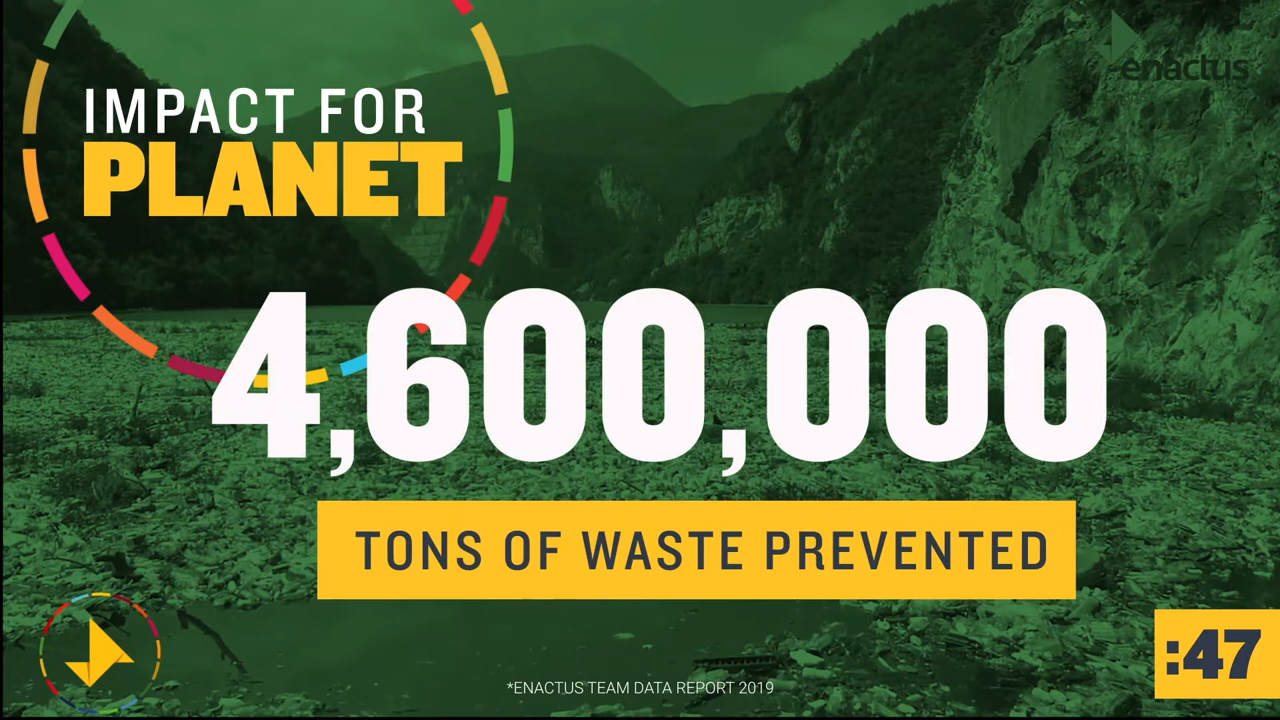 enactus
IMPACT FOR
PLANET
4,600,000
TONS OF WASTE PREVENTED
:47
*ENACTUS TEAM DATA REPORT 2019